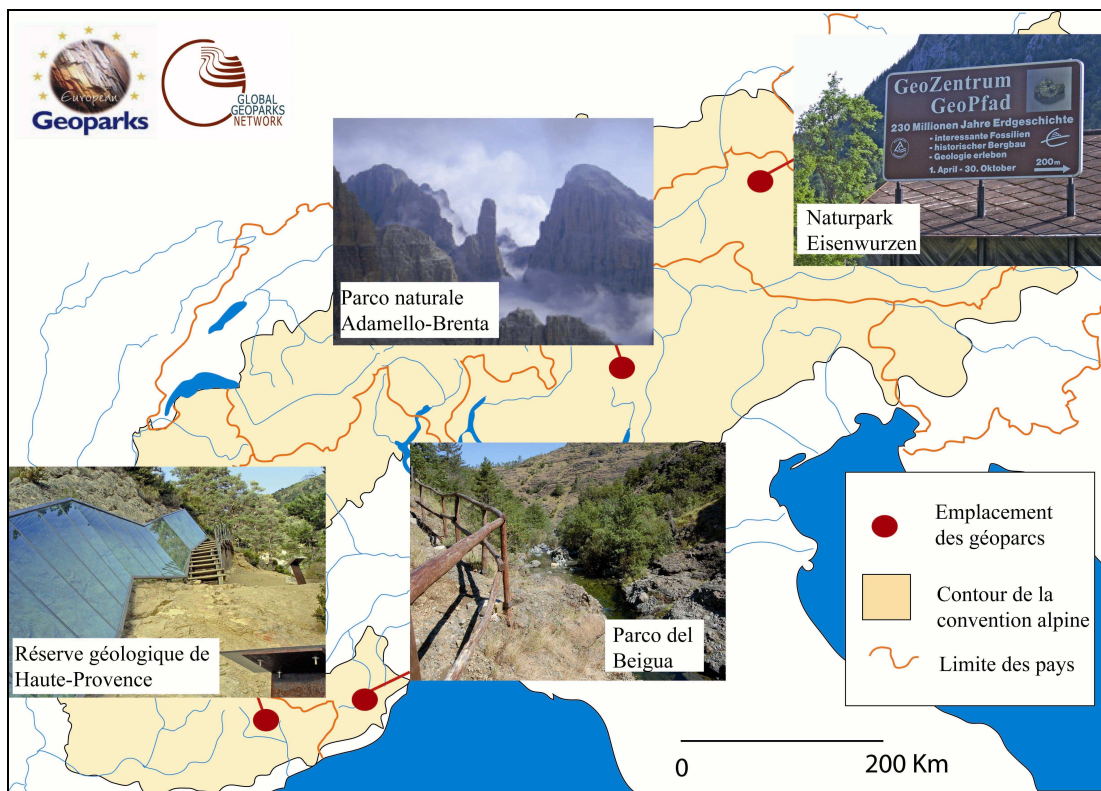 European
Geoparks
GLOBAL
GEOPARKS
NETWORK
GeoZentrum
GeoPfad
230 Millionen Jahre Erdgeschichte
- interessante Fossilien
- historischer Bergbau
- Geologie erleben
1. April - 30. Oktober
200m
Naturpark
Eisenwurzen
Parco naturale
Adamello-Brenta
Réserve géologique de
Haute-Provence
Parco del
Beigua
Emplacement
des géoparcs
Contour de la
convention alpine
Limite des pays
0
200 Km